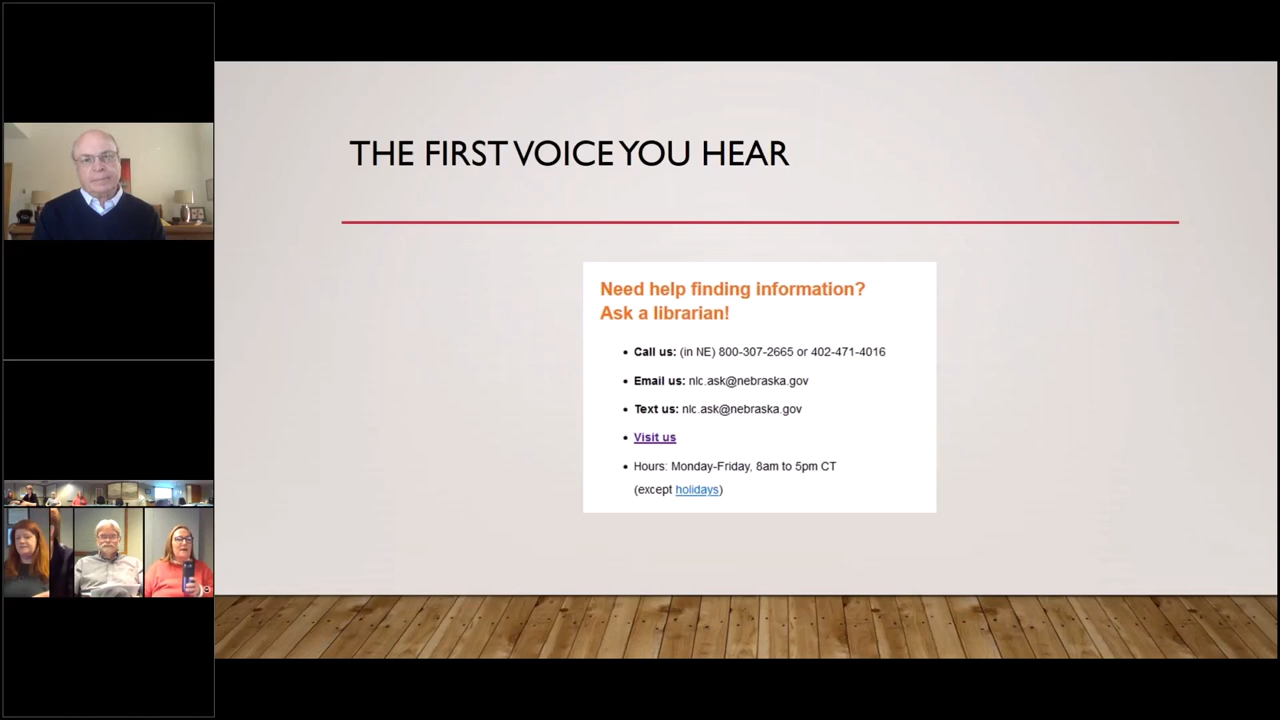 THE FIRST VOICE YOU HEAR
Need help finding information?
Ask a librarian!
• Call us: (in NE) 800-307-2665 or 402-471-4016
• Email us: nlc.ask@nebraska.gov
• Text us: nlc.ask@nebraska.gov
• Visit us
• Hours: Monday-Friday, 8am to 5pm CT
(except holidays)